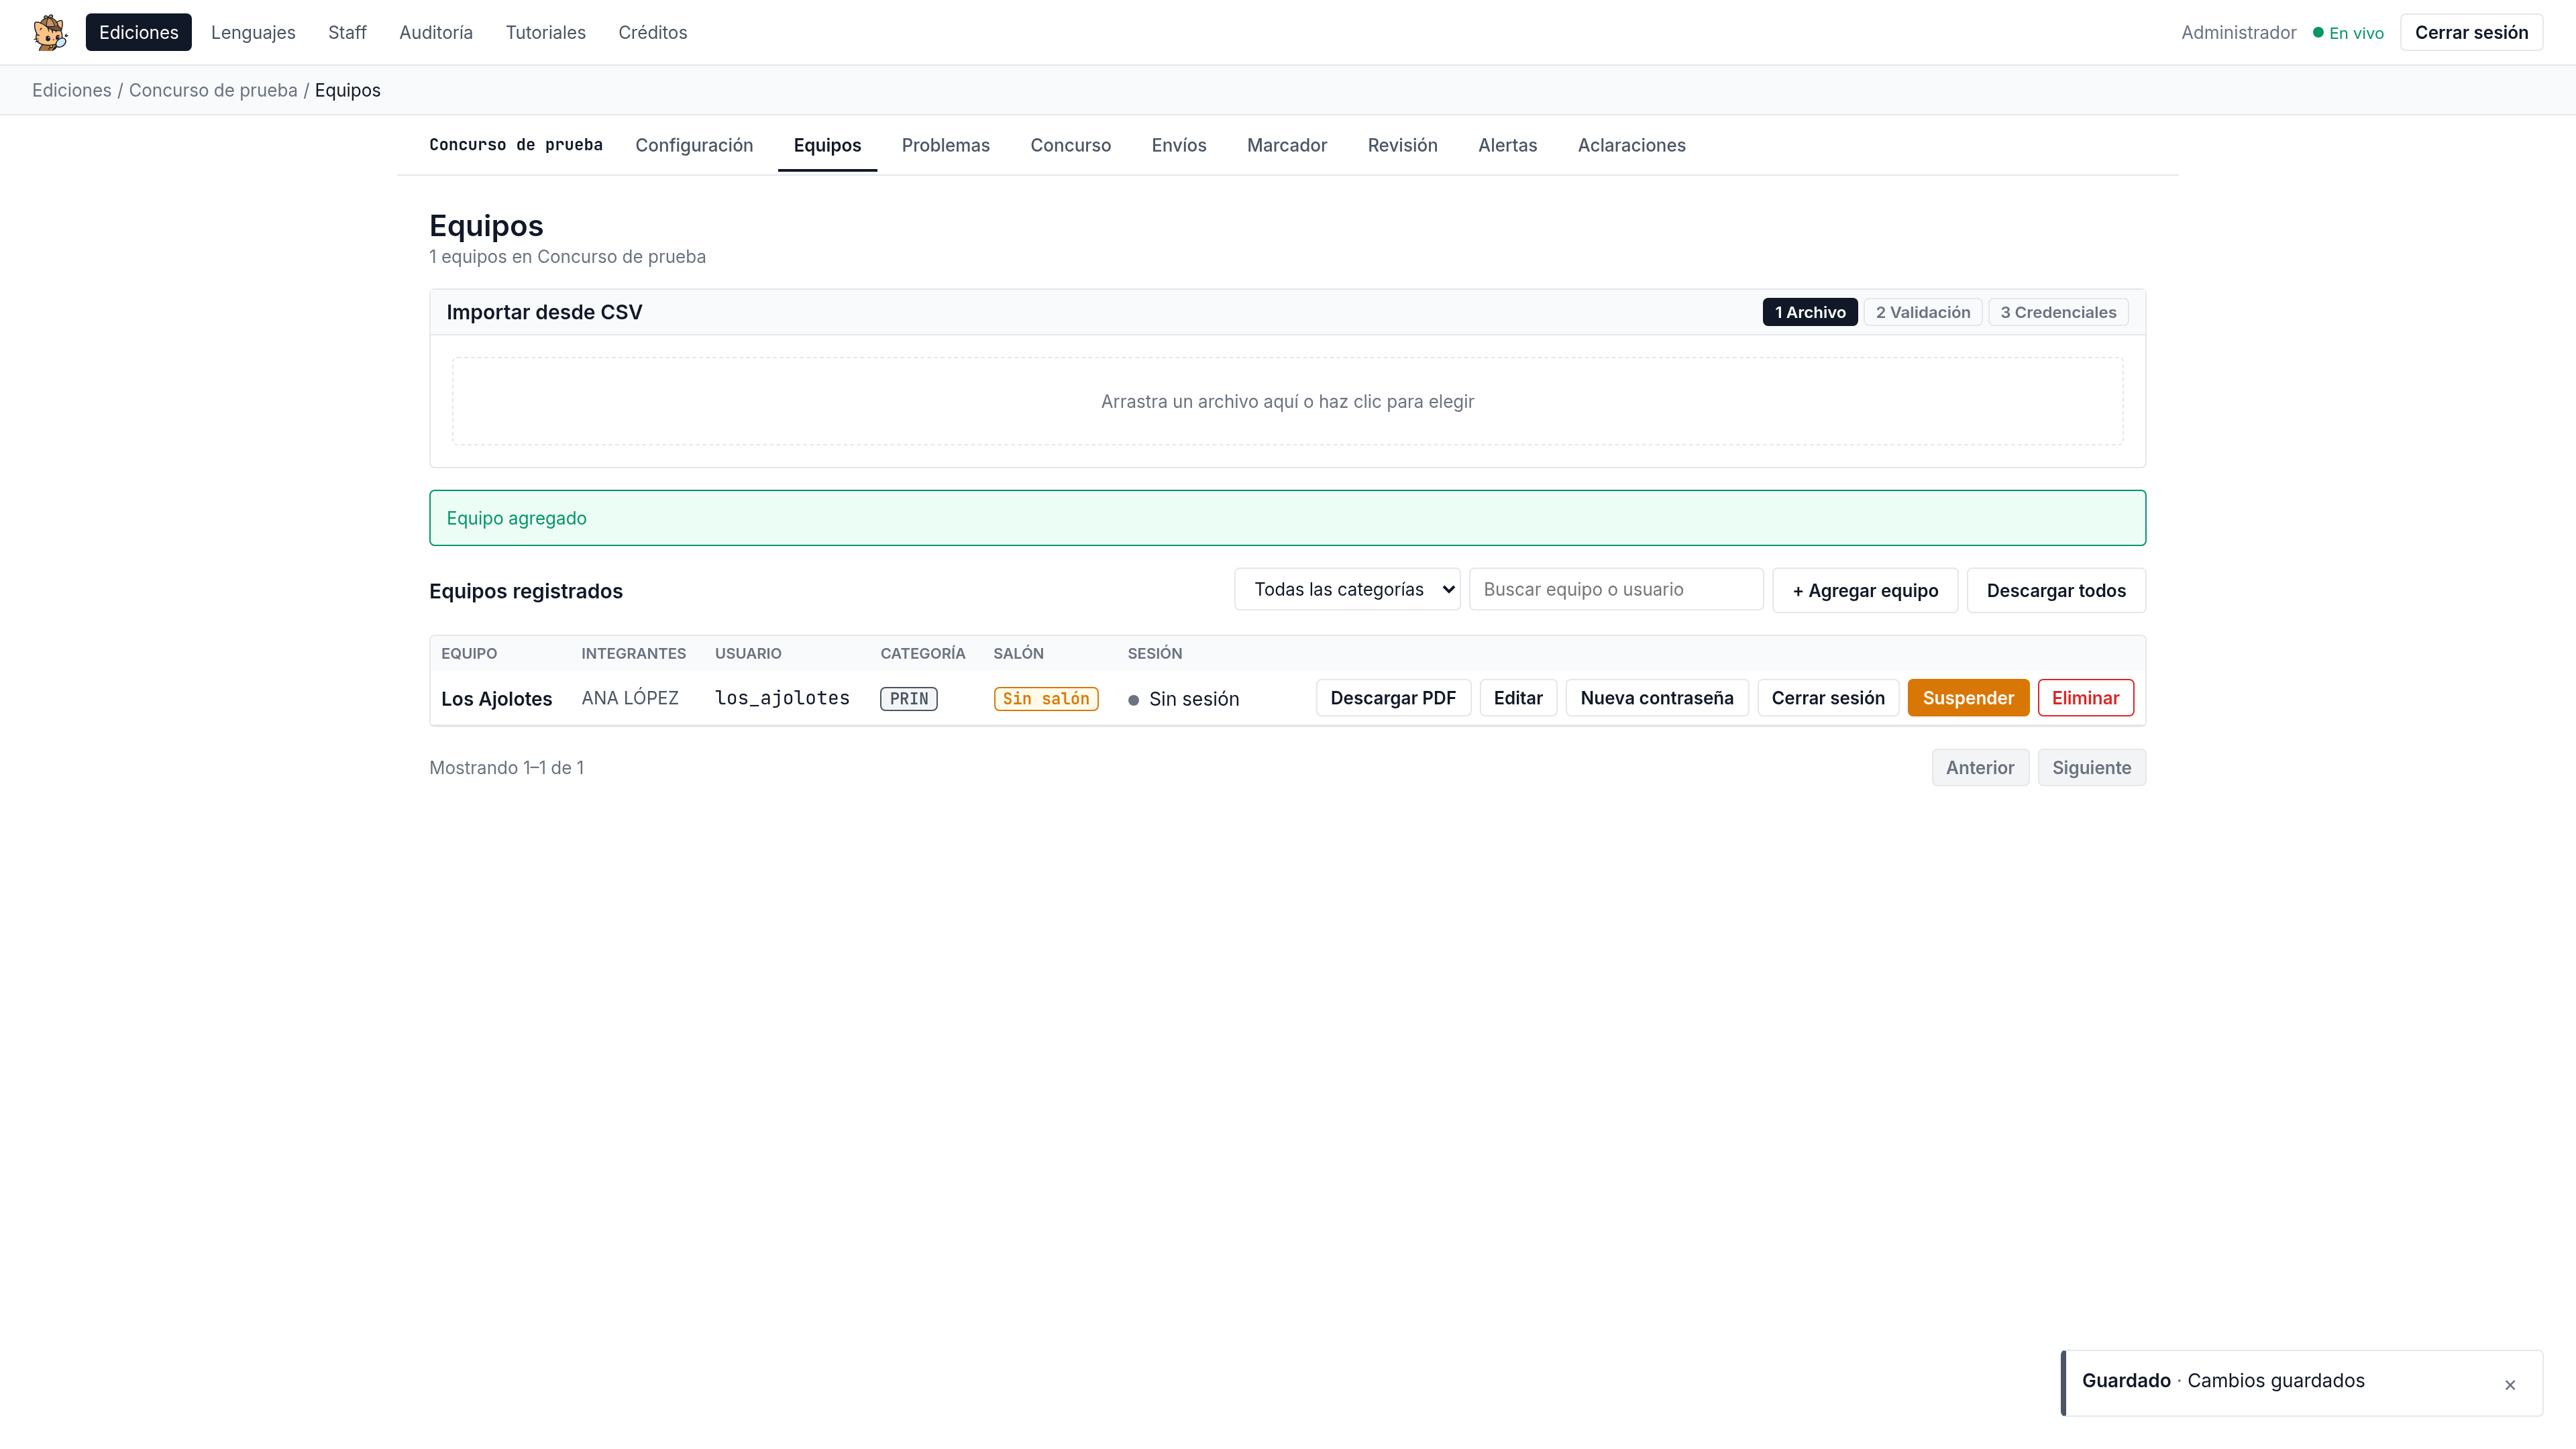 Ediciones Lenguajes Staff Auditoría Tutoriales Créditos Administrador En vivo Cerrar sesión
Ediciones / Concurso de prueba / Equipos
Concurso de prueba Configuración Equipos Problemas Concurso Envíos Marcador Revisión Alertas Aclaraciones
Equipos
1 equipos en Concurso de prueba
Importar desde CSV 1 Archivo 2 Validación 3 Credenciales
Arrastra un archivo aquí o haz clic para elegir
Equipo agregado
Equipos registrados Todas las categorías Buscar equipo o usuario + Agregar equipo Descargar todos
EQUIPO INTEGRANTES USUARIO CATEGORÍA SALÓN SESIÓN
Los Ajolotes ANA LÓPEZ los_ajolotes PRIN Sin salón Sin sesión Descargar PDF Editar Nueva contraseña Cerrar sesión Suspender Eliminar
Mostrando 1–1 de 1 Anterior Siguiente
Guardado · Cambios guardados ×